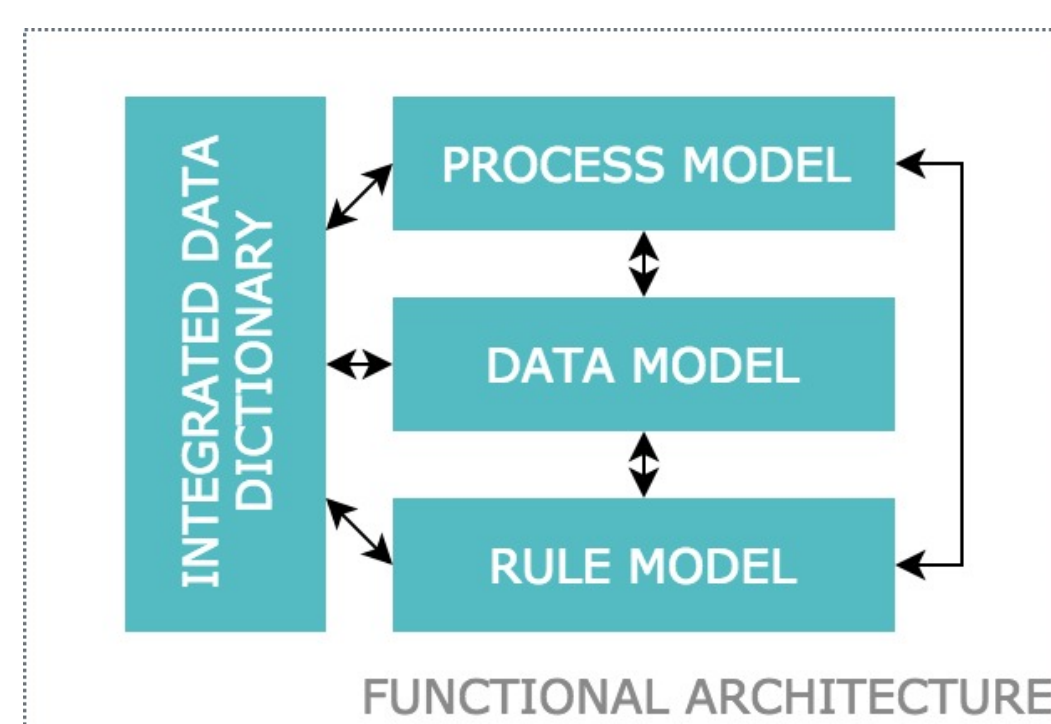 INTEGRATED DATA
DICTIONARY
PROCESS MODEL
DATA MODEL
RULE MODEL
FUNCTIONAL ARCHITECTURE